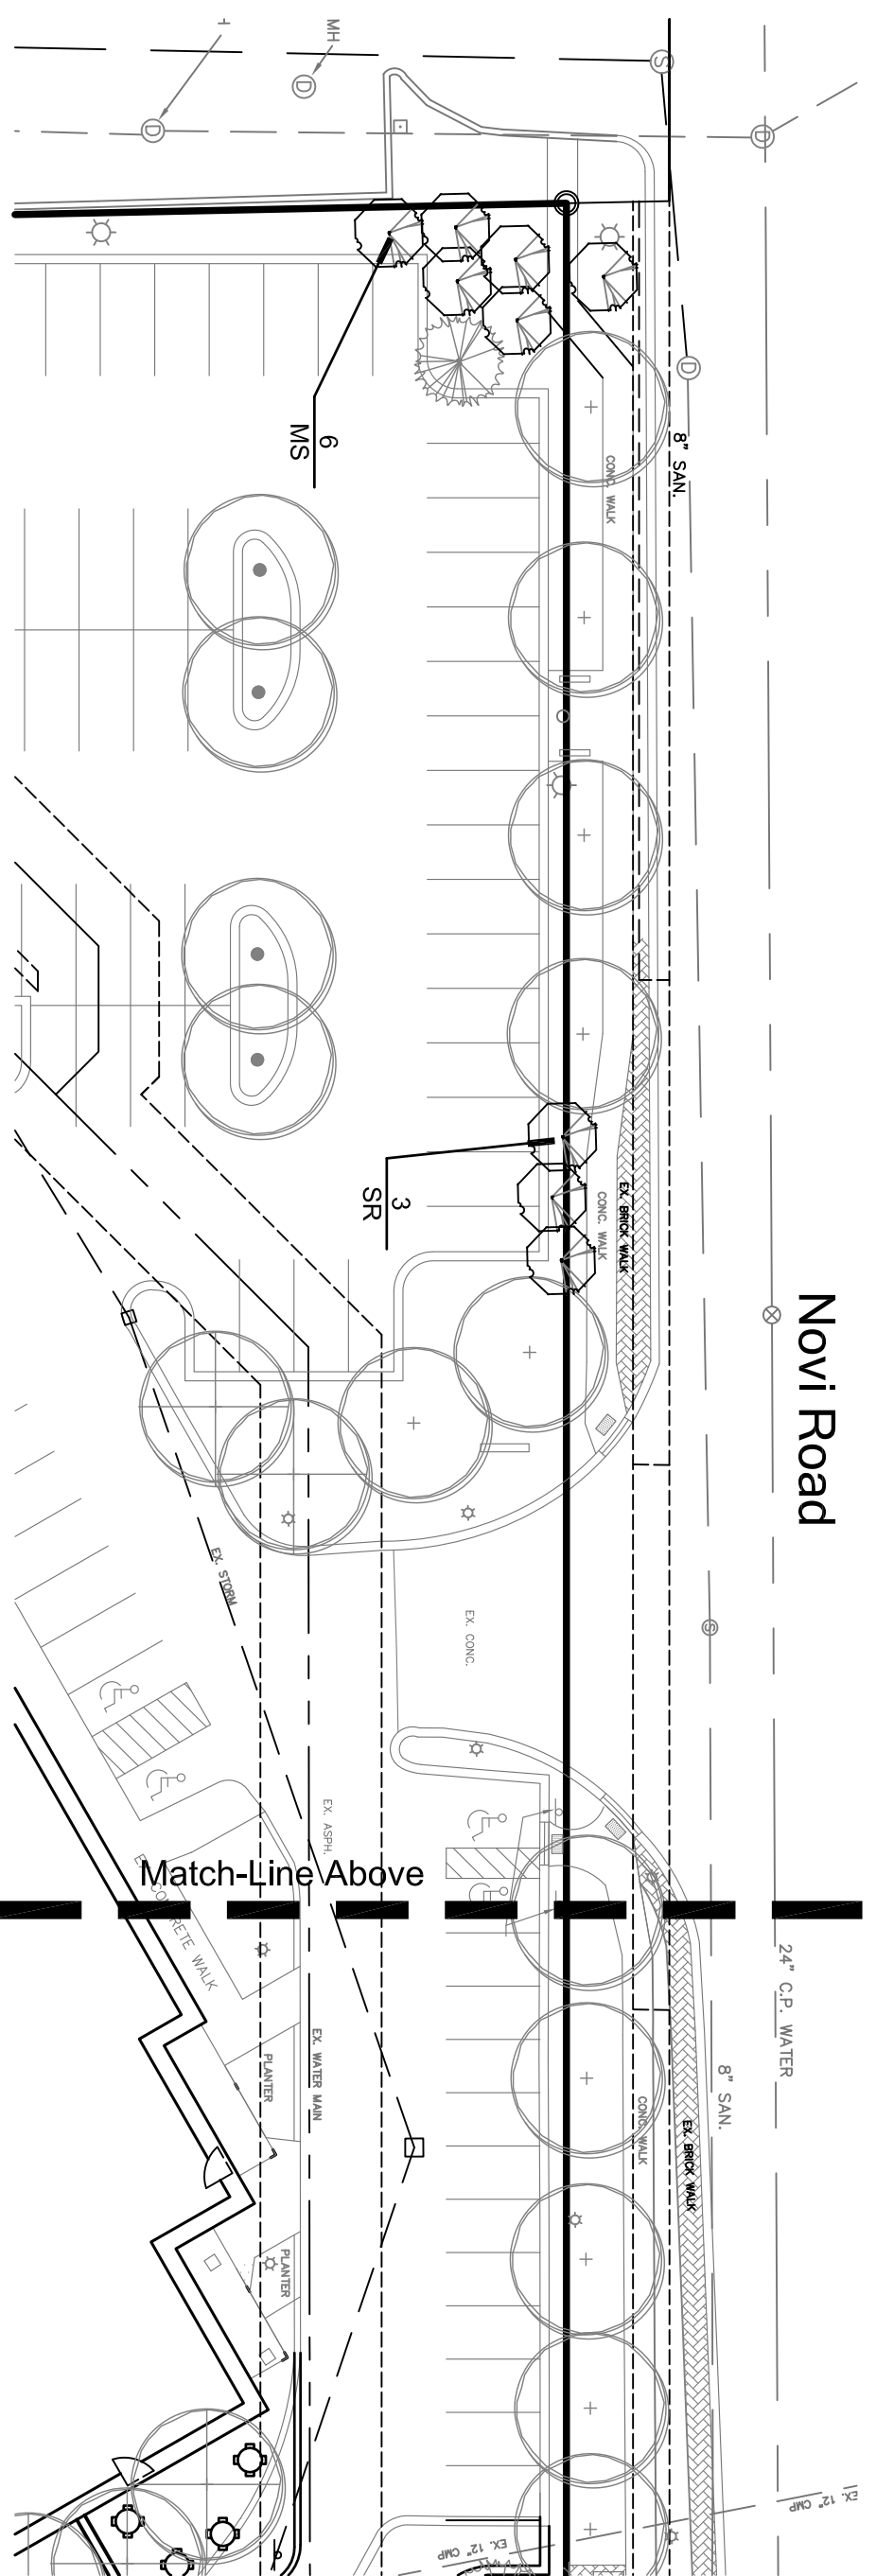 MH
D
D
S
D
D
8" SAN.
CONC. WALK
6
MS
3
SR
EX. BRICK WALK
CONC. WALK
Novi Road
EX. STORM
EX. CONC.
S
EX. ASPH.
Match-Line Above
CONCRETE WALK
24" C.P. WATER
EX. WATER MAIN
PLANTER
8" SAN.
CONC. WALK
EX. BRICK WALK
PLANTER
EX. 12" CMP
EX. 12" CMP